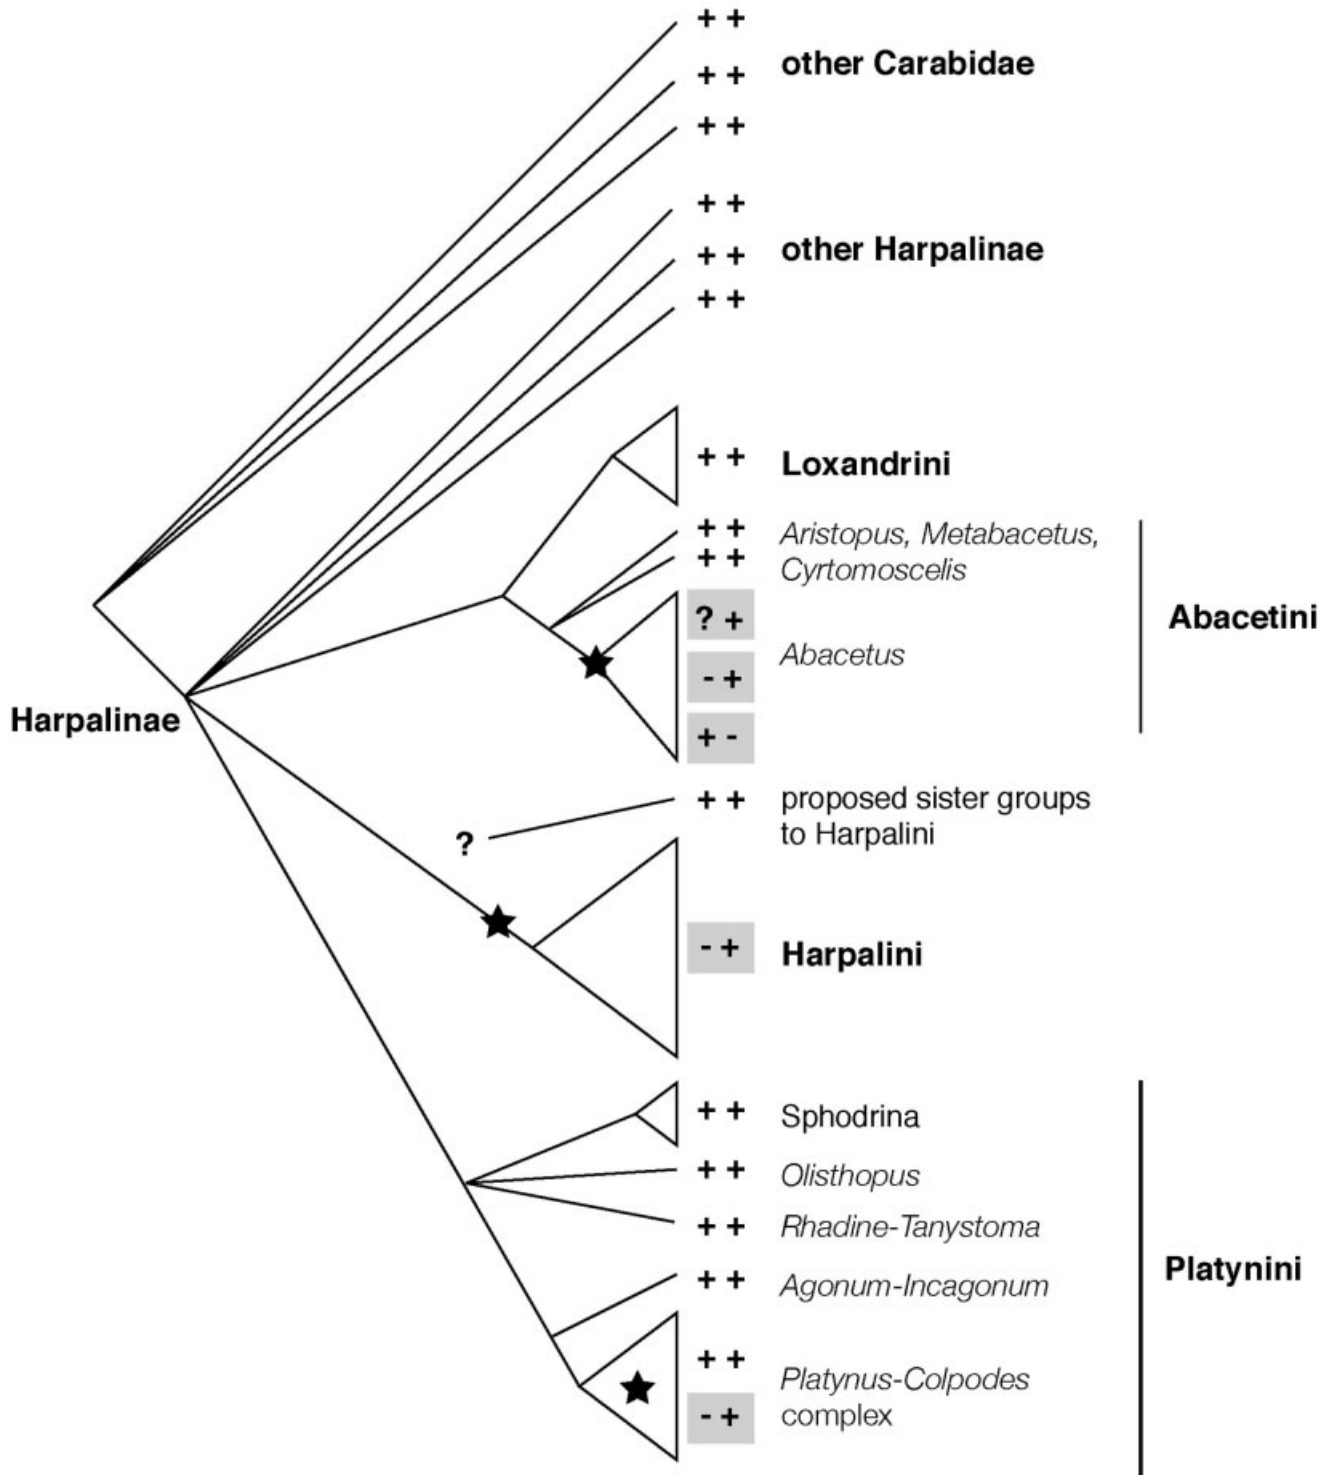 + +
other Carabidae
+ +
+ +
+ +
other Harpalinae
+ +
+ +
+ +
Loxandrini
+ +
Aristopus, Metabacetus,
+ +
Cyrtomoscelis
? +
Abacetus
- +
+ -
Abacetini
Harpalinae
+ +
proposed sister groups
to Harpalini
?
- +
Harpalini
+ +
Sphodrina
+ +
Olisthopus
+ +
Rhadine-Tanystoma
+ +
Agonum-Incagonum
+ +
Platynus-Colpodes
complex
- +
Platynini